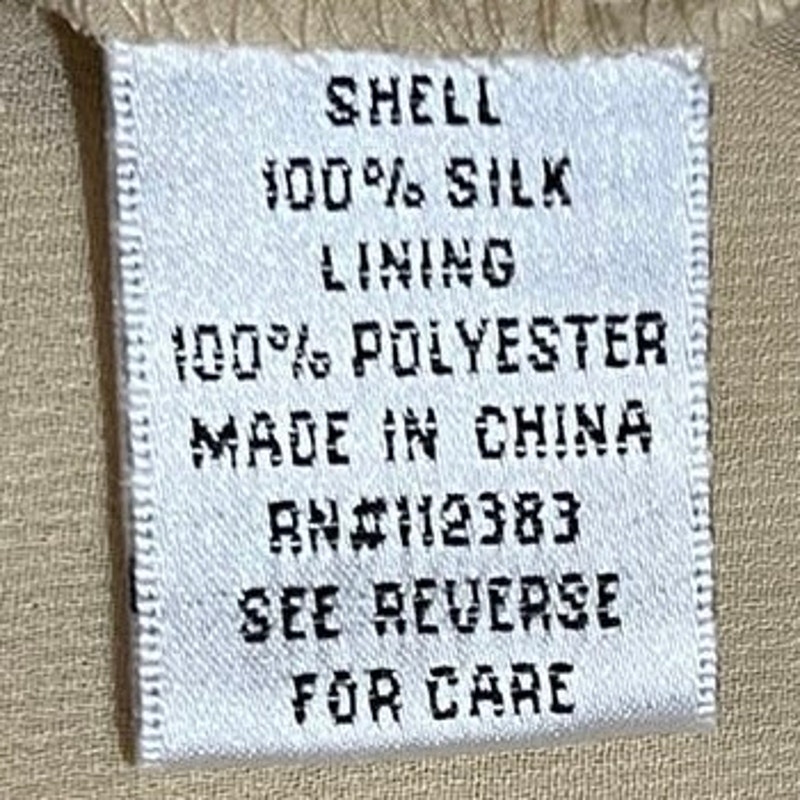 SHELL
100% SILK
LINING
100% POLYESTER
MADE IN CHINA
RN#112383
SEE REVERSE
FOR CARE